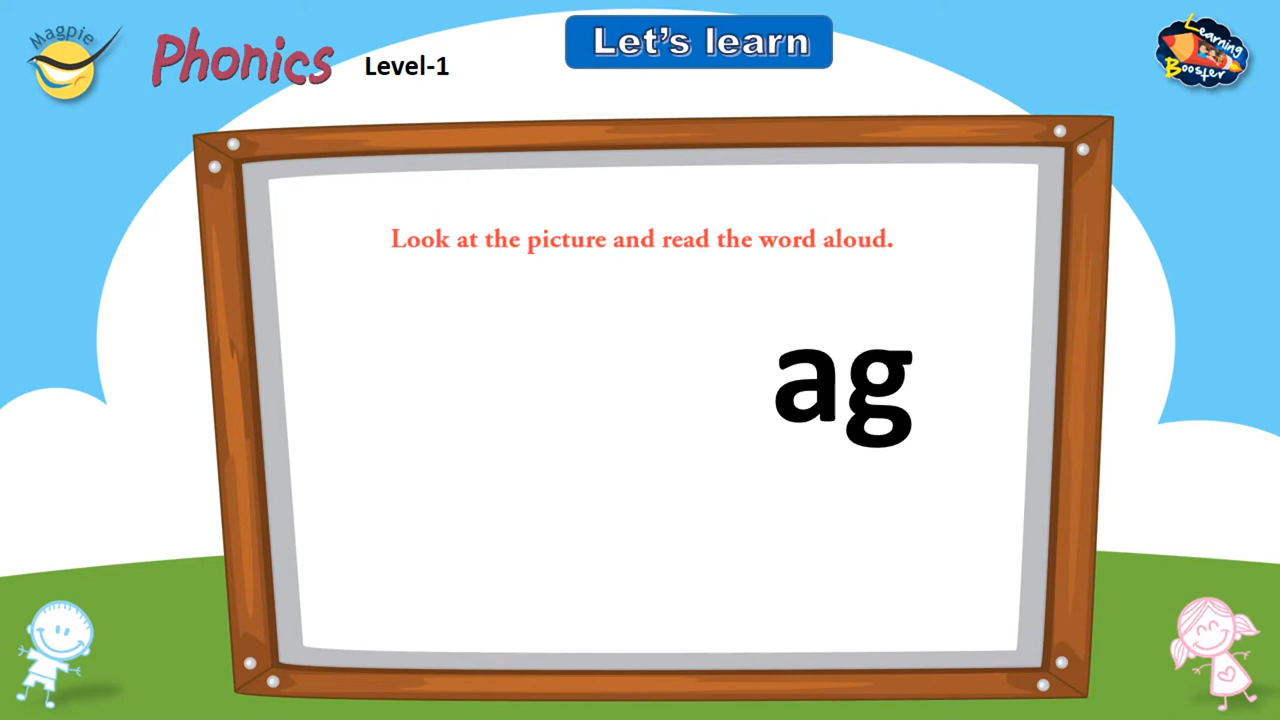 Magpie
Phonics
Level-1
Let's learn
Learning
Booster
Look at the picture and read the word aloud.
ag